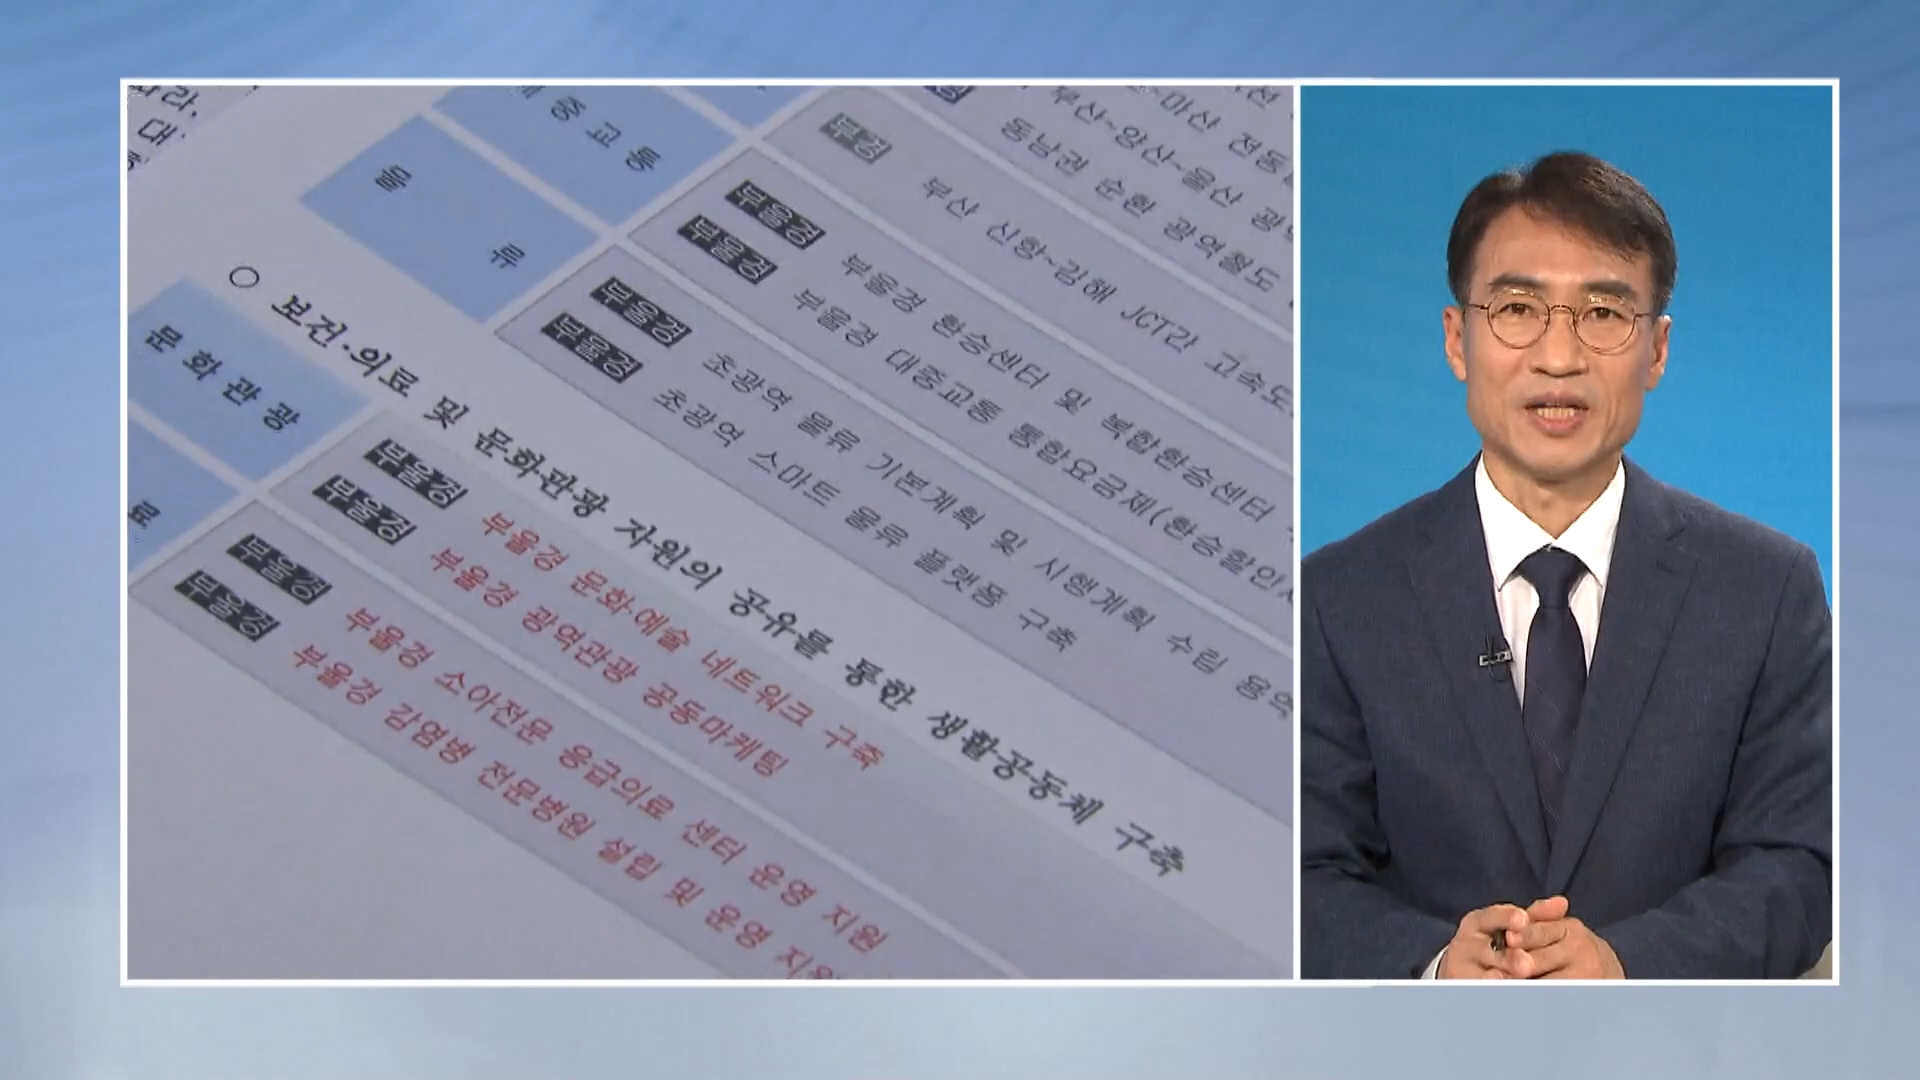 따라,
대
중교통
동남권 순환 광역철도
부산~양산~울산 광역
~마산 전동
부경 부산 신항~김해 JCT간 고속도
부울경 부울경 환승센터 및 복합환승센터
부울경 부울경 대중교통 통합요금제(환승할인
물 류
부울경 초광역 물류 기본계획 및 시행계획 수립 용역
부울경 초광역 스마트 물류 플랫폼 구축
○ 보건·의료 및 문화관광 자원의 공유를 통한 생활공동체 구축
문화관광
부울경 부울경 문화·예술 네트워크 구축
부울경 부울경 광역관광 공동마케팅
료
부울경 부울경 소아전문 응급의료 센터 운영 지원
부울경 부울경 감염병 전문병원 설립 및 운영 지원